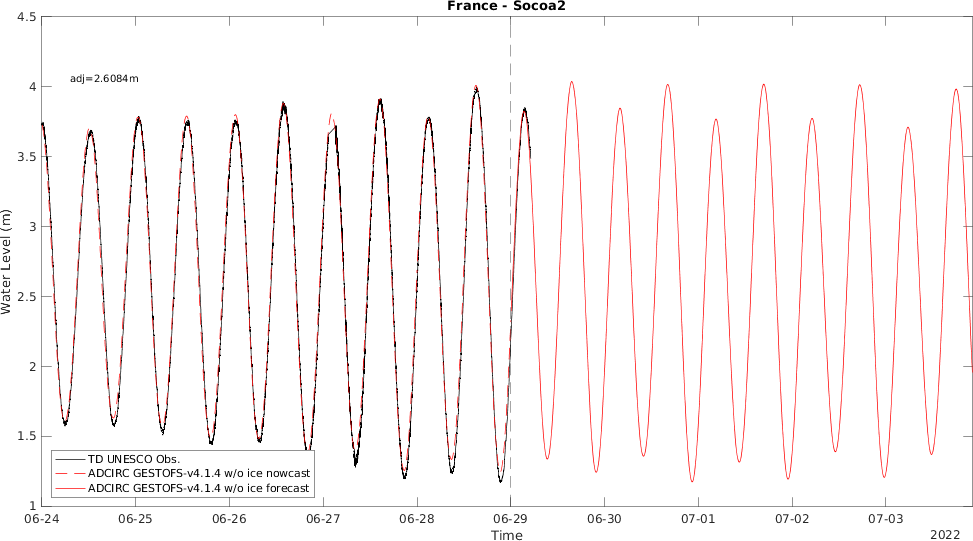 France - Socoa2
adj=2.6084m
4.5
4
3.5
3
2.5
2
1.5
1
Water Level (m)
TD UNESCO Obs.
ADCIRC GESTOFS-v4.1.4 w/o ice nowcast
ADCIRC GESTOFS-v4.1.4 w/o ice forecast
06-24 06-25 06-26 06-27 06-28 06-29 06-30 07-01 07-02 07-03
Time
2022